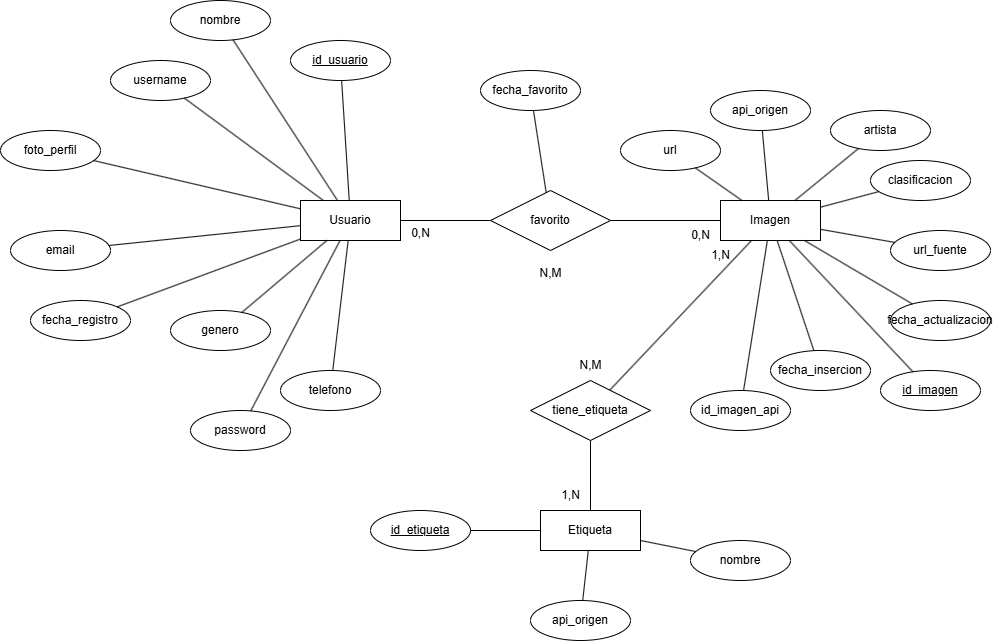 nombre
id_usuario
username
fecha_favorito
api_origen
artista
foto_perfil
url
clasificacion
Usuario
favorito
Imagen
0,N
0,N
email
1,N
url_fuente
N,M
fecha_registro
genero
fecha_actualizacion
N,M
fecha_insercion
telefono
id_imagen
tiene_etiqueta
id_imagen_api
password
1,N
id_etiqueta
Etiqueta
nombre
api_origen